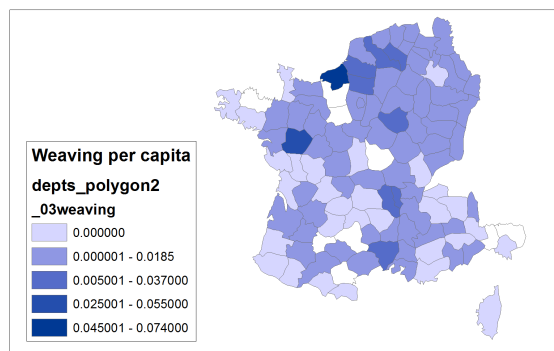 Weaving per capita
depts_polygon2
_03weaving
0.000000
0.000001 - 0.0185
0.005001 - 0.037000
0.025001 - 0.055000
0.045001 - 0.074000